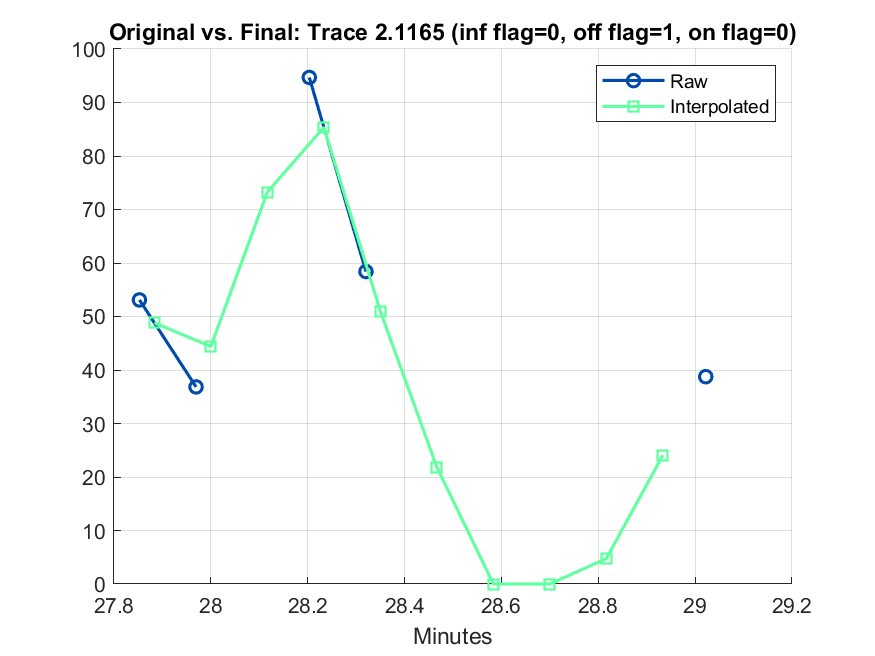 Original vs. Final: Trace 2.1165 (inf flag=0, off flag=1, on flag=0)
100
90
80
70
60
50
40
30
20
10
0
Raw
Interpolated
27.8 28 28.2 28.4 28.6 28.8 29 29.2
Minutes